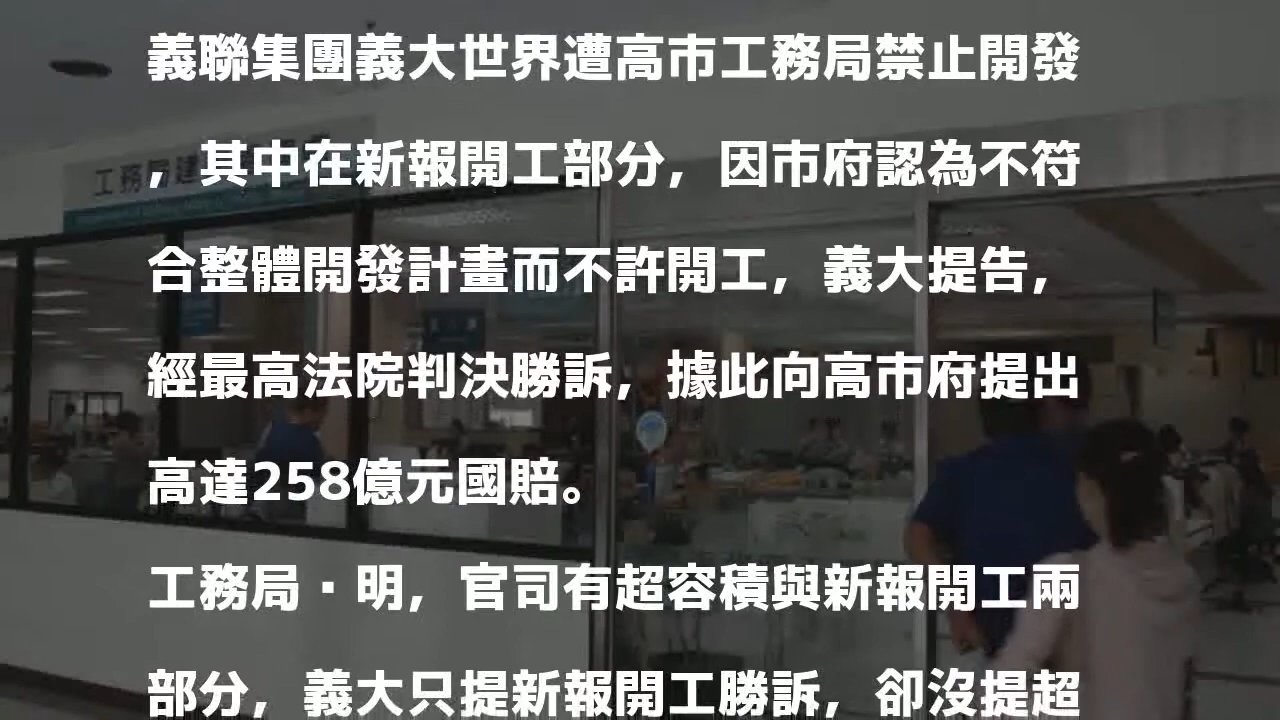 義聯集團義大世界遭高市工務局禁止開發
，其中在新報開工部分，因市府認為不符
合整體開發計畫而不許開工，義大提告，
經最高法院判決勝訴，據此向高市府提出
高達258億元國賠。
工務局·明，官司有超容積與新報開工兩
部分，義大只提新報開工勝訴，卻沒提超
工務局建